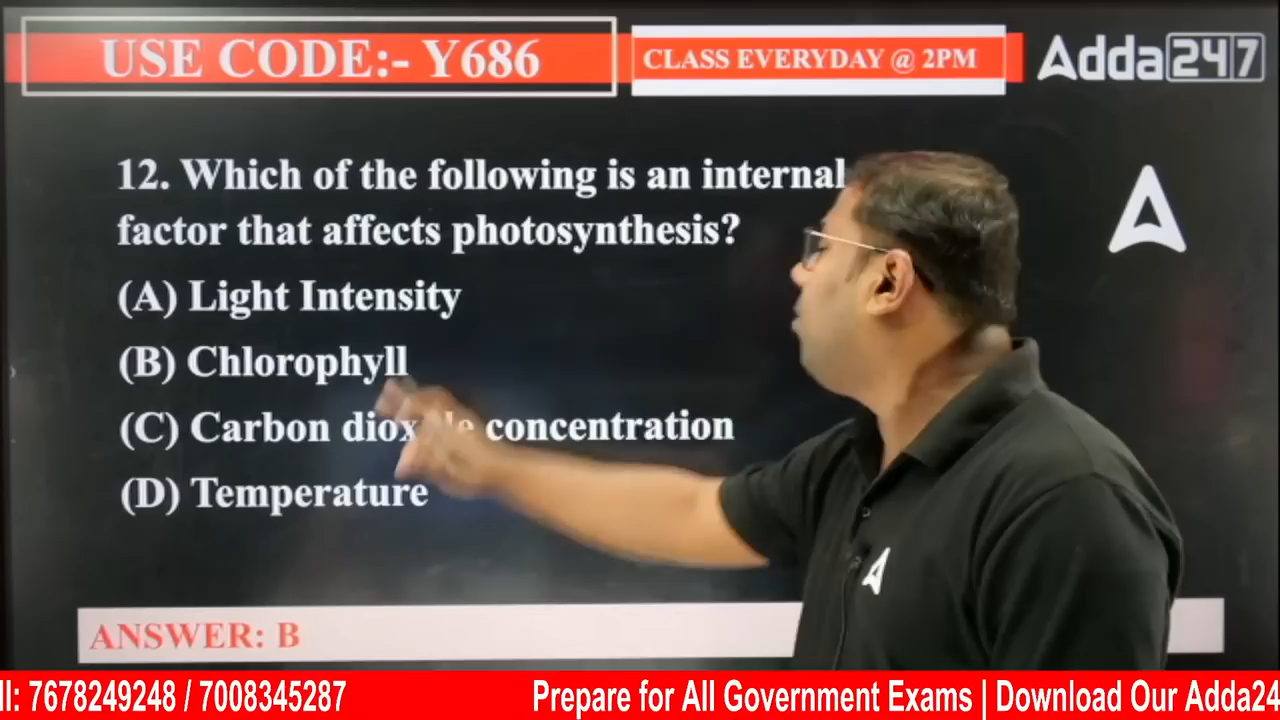 USE CODE:- Y686
CLASS EVERYDAY @ 2PM
Adda247
12. Which of the following is an internal
factor that affects photosynthesis?
(A) Light Intensity
(B) Chlorophyll
(C) Carbon concentration
(D) Temperature
ANSWER: B
ll: 7678249248 / 7008345287
Prepare for All Government Exams | Download Our Adda24